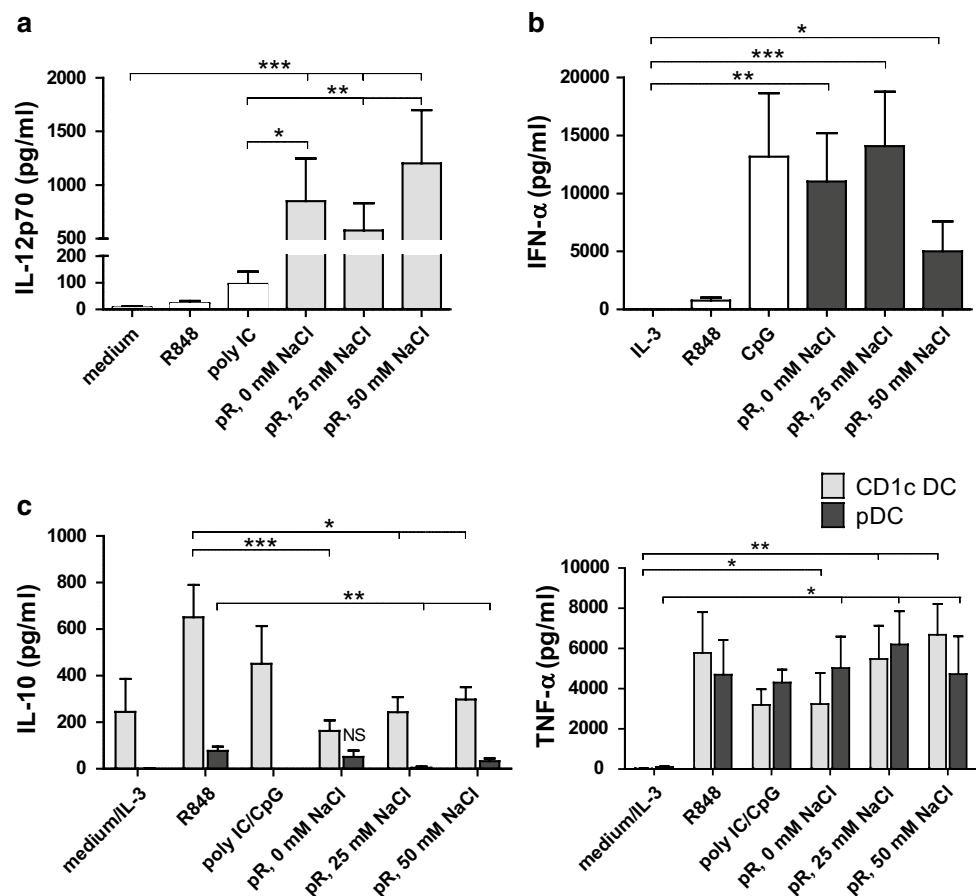 a
IL-12p70 (pg/ml)
2000
1500
1000
500
200
100
0
***
**
*
medium
R848
poly IC
pR, 0 mM NaCl
pR, 25 mM NaCl
pR, 50 mM NaCl
b
IFN-α (pg/ml)
20000
15000
10000
5000
0
*
***
**
IL-3
R848
CpG
pR, 0 mM NaCl
pR, 25 mM NaCl
pR, 50 mM NaCl
c
IL-10 (pg/ml)
1000
800
600
400
200
0
*
***
**
NS
medium/IL-3
R848
poly IC/CpG
pR, 0 mM NaCl
pR, 25 mM NaCl
pR, 50 mM NaCl
CD1c DC
pDC
TNF-α (pg/ml)
10000
8000
6000
4000
2000
0
**
*
*
medium/IL-3
R848
poly IC/CpG
pR, 0 mM NaCl
pR, 25 mM NaCl
pR, 50 mM NaCl